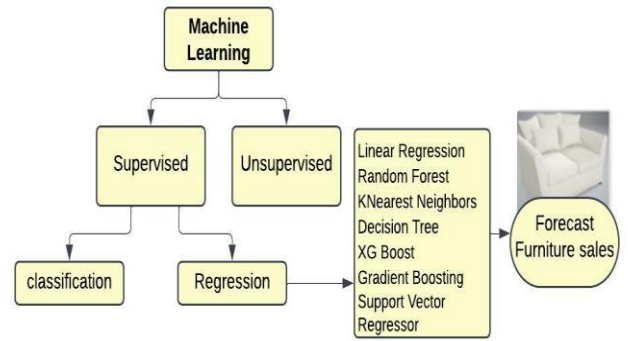 Machine
Learning
Supervised
Unsupervised
classification
Regression
Linear Regression
Random Forest
KNearest Neighbors
Decision Tree
XG Boost
Gradient Boosting
Support Vector
Regressor
Forecast
Furniture sales